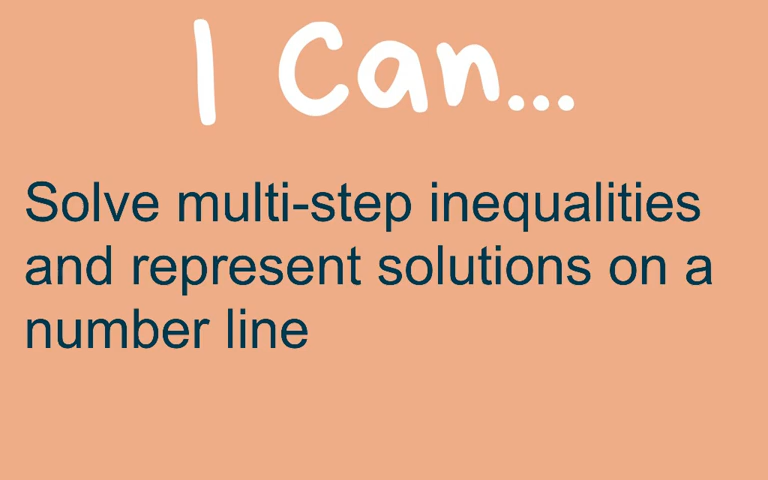 I Can...
Solve multi-step inequalities
and represent solutions on a
number line